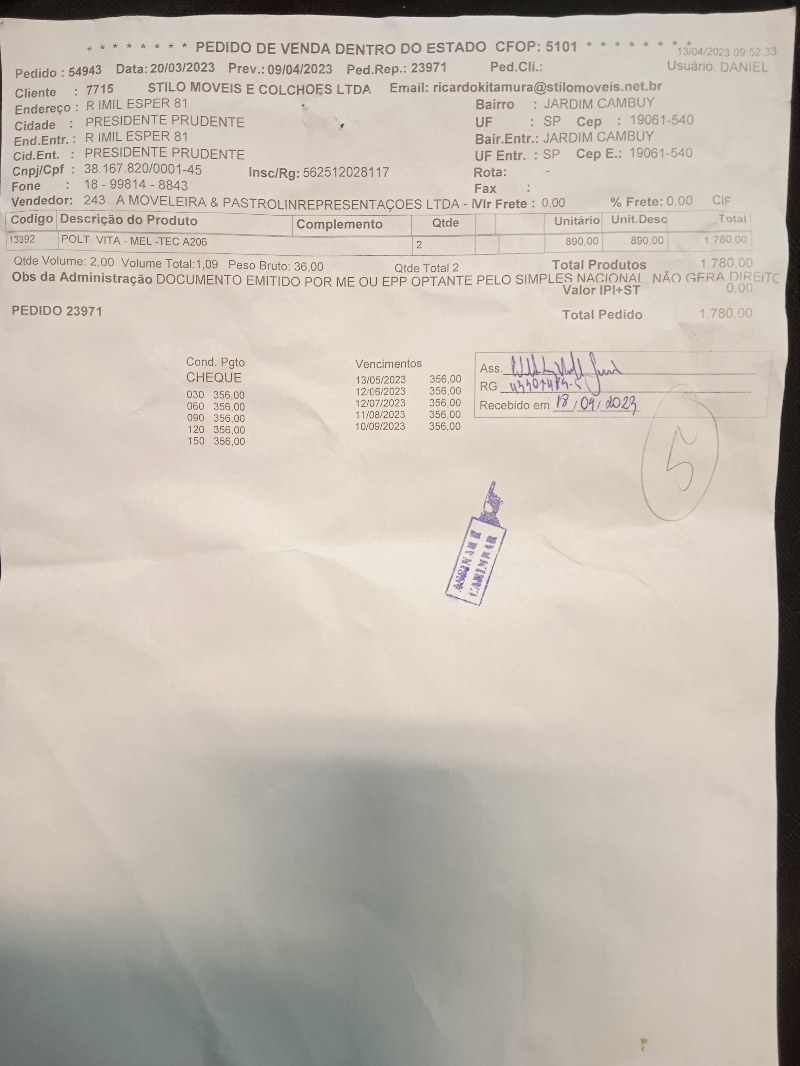 * * * * * * * * PEDIDO DE VENDA DENTRO DO ESTADO CFOP: 5101 * * * * * * * *
13/04/2023 09 52:33
Pedido : 54943 Data: 20/03/2023 Prev.: 09/04/2023 Ped.Rep.: 23971 Ped.Cli.: Usuário: DANIEL
Cliente : 7715 STILO MOVEIS E COLCHOES LTDA Email: ricardokitamura@stilomoveis.net.br
Endereço : R IMIL ESPER 81 Bairro : JARDIM CAMBUY
Cidade : PRESIDENTE PRUDENTE UF : SP Cep : 19061-540
End.Entr.: R IMIL ESPER 81 Bair.Entr.: JARDIM CAMBUY
Cid.Ent. : PRESIDENTE PRUDENTE UF Entr. : SP Cep E.: 19061-540
Cnpj/Cpf : 38.167.820/0001-45 Insc/Rg: 562512028117 Rota: -
Fone : 18 - 99814 - 8843 Fax :
Vendedor: 243 A MOVELEIRA & PASTROLINREPRESENTAÇOES LTDA - M Vlr Frete : 0,00 % Frete: 0,00 CIF
Codigo Descrição do Produto Complemento Qtde Unitário Unit.Desc Total
13392 POLT. VITA - MEL -TEC A206 2 890,00 890,00 1.780,00
Qtde Volume: 2,00 Volume Total:1,09 Peso Bruto: 36,00 Qtde Total 2 Total Produtos 1.780,00
Obs da Administração DOCUMENTO EMITIDO POR ME OU EPP OPTANTE PELO SIMPLES NACIONAL. NÃO GERA DIREITO
Valor IPI+ST 0,00
PEDIDO 23971 Total Pedido 1.780,00
Cond. Pgto Vencimentos
CHEQUE
030 356,00 13/05/2023 356,00
060 356,00 12/06/2023 356,00
090 356,00 12/07/2023 356,00
120 356,00 11/08/2023 356,00
150 356,00 10/09/2023 356,00
Ass.
RG
Recebido em 18/04/2023
5
ASSINAR E
CARIMBAR